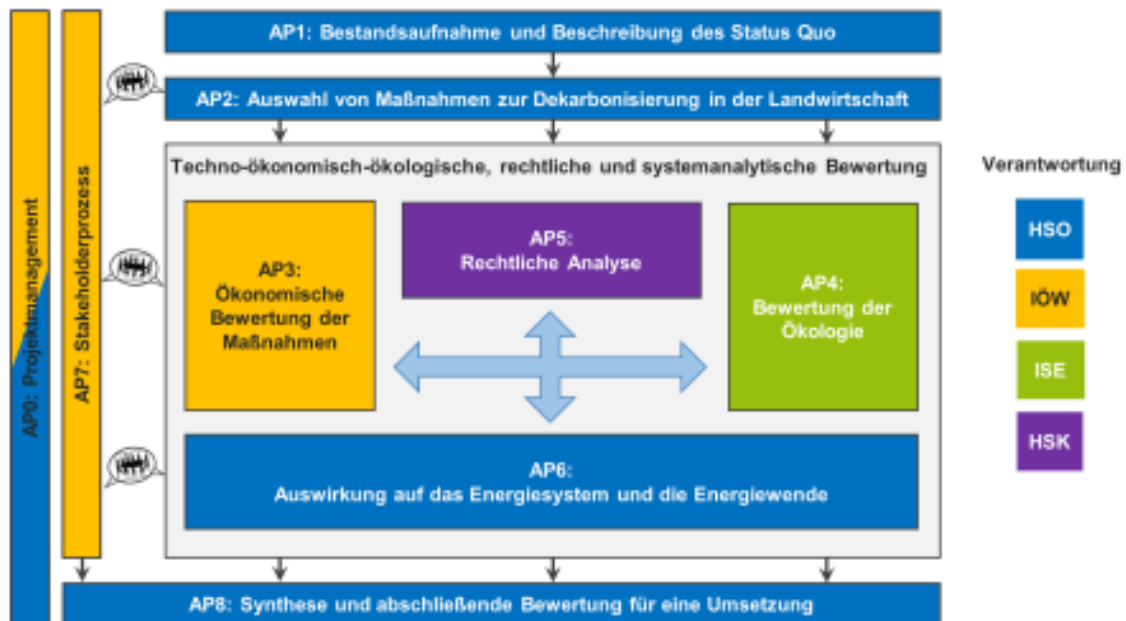 AP0: Projektmanagement
AP7: Stakeholderprozess
AP1: Bestandsaufnahme und Beschreibung des Status Quo
AP2: Auswahl von Maßnahmen zur Dekarbonisierung in der Landwirtschaft
Techno-ökonomisch-ökologische, rechtliche und systemanalytische Bewertung
AP3:
Ökonomische
Bewertung der
Maßnahmen
AP5:
Rechtliche Analyse
AP4:
Bewertung der
Ökologie
AP6:
Auswirkung auf das Energiesystem und die Energiewende
AP8: Synthese und abschließende Bewertung für eine Umsetzung
Verantwortung
HSO
IÖW
ISE
HSK